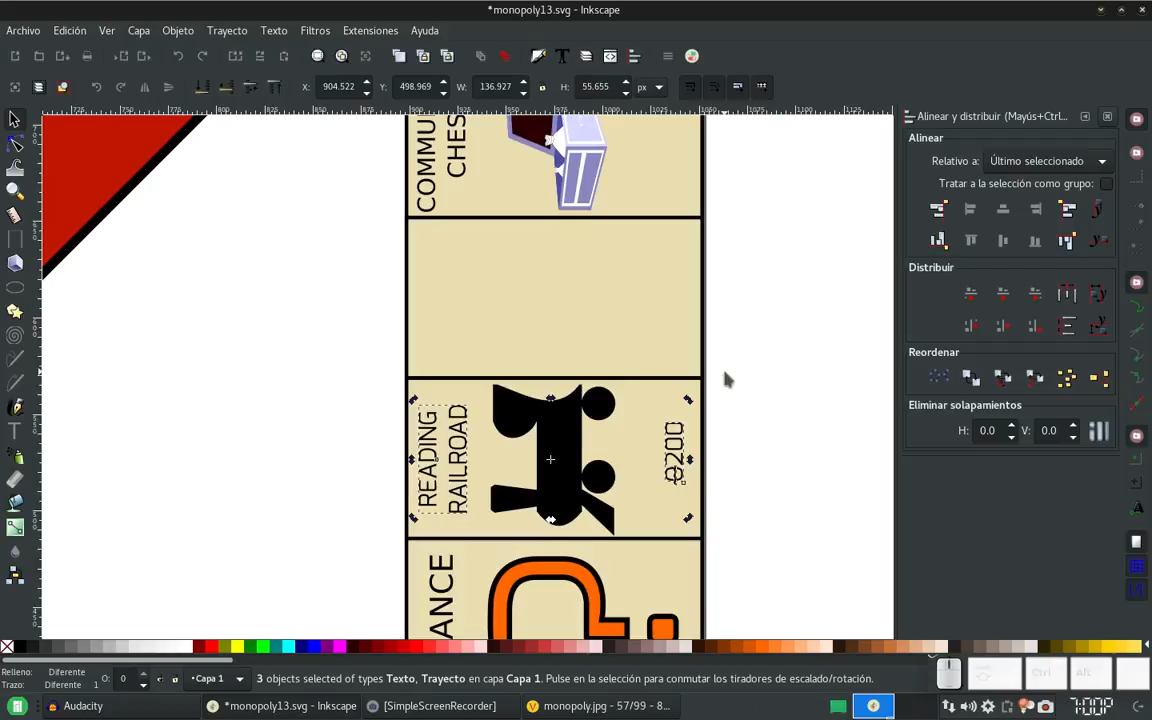 *monopoly13.svg - Inkscape
Archivo Edición Ver Capa Objeto Trayecto Texto Filtros Extensiones Ayuda
X: 904.522 Y: 498.969 W: 136.927 H: 55.655 px
Alinear y distribuir (Mayús+Ctrl...
Alinear
Relativo a: Último seleccionado
Tratar a la selección como grupo:
Distribuir
Reordenar
Eliminar solapamientos
H: 0.0 V: 0.0
COMMU
CHES
READING
RAILROAD
200
ANCE
Relleno: Diferente
Trazo: Diferente 1
O: 0
•Capa 1
3 objects selected of types Texto, Trayecto en capa Capa 1. Pulse en la selección para conmutar los tiradores de escalado/rotación.
Ctrl Alt
Audacity
*monopoly13.svg - Inkscape
[SimpleScreenRecorder]
monopoly.jpg - 57/99 - 8...
7:00P